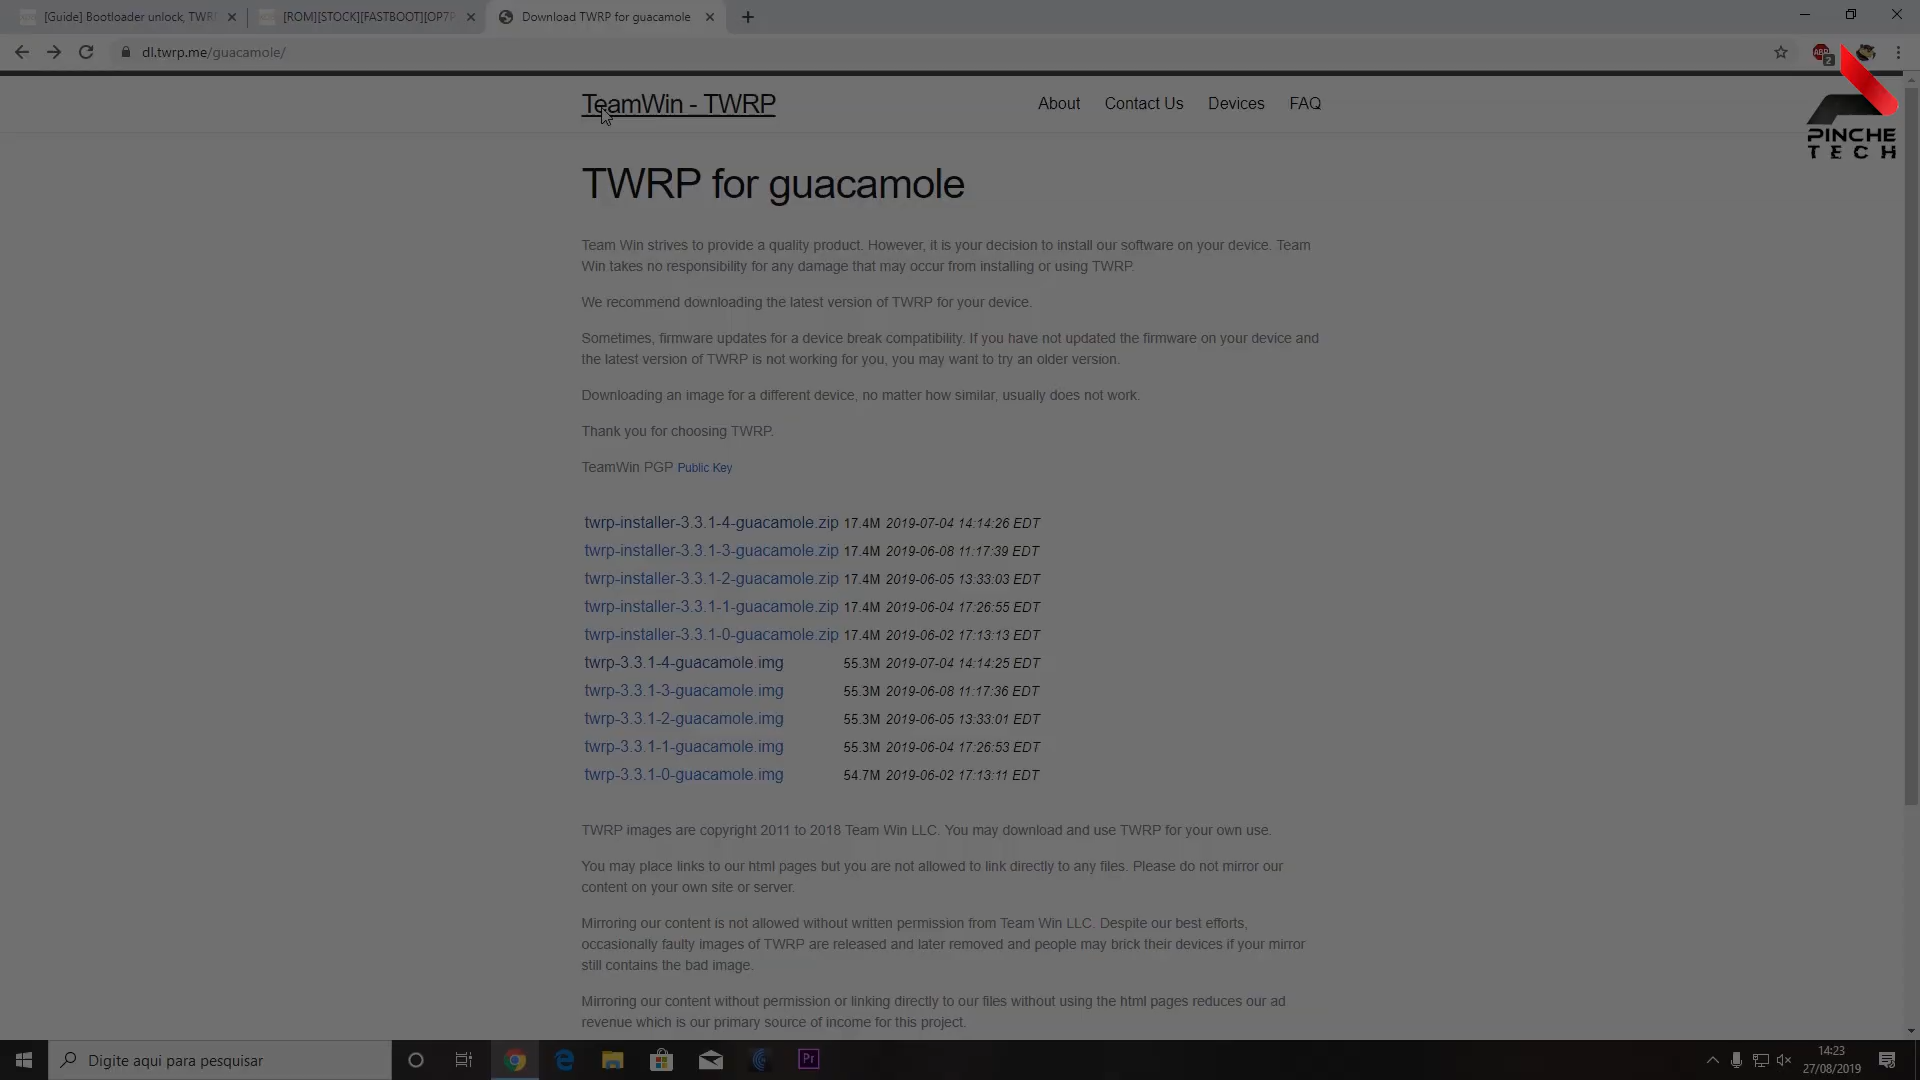 [Guide] Bootloader unlock, TWRP
[ROM][STOCK][FASTBOOT][OP7P
Download TWRP for guacamole
dl.twrp.me/guacamole/
ABP
2
TeamWin - TWRP
About
Contact Us
Devices
FAQ
PINCHE
TECH
TWRP for guacamole
Team Win strives to provide a quality product. However, it is your decision to install our software on your device. Team
Win takes no responsibility for any damage that may occur from installing or using TWRP.
We recommend downloading the latest version of TWRP for your device.
Sometimes, firmware updates for a device break compatibility. If you have not updated the firmware on your device and
the latest version of TWRP is not working for you, you may want to try an older version.
Downloading an image for a different device, no matter how similar, usually does not work.
Thank you for choosing TWRP.
TeamWin PGP Public Key
twrp-installer-3.3.1-4-guacamole.zip 17.4M 2019-07-04 14:14:26 EDT
twrp-installer-3.3.1-3-guacamole.zip 17.4M 2019-06-08 11:17:39 EDT
twrp-installer-3.3.1-2-guacamole.zip 17.4M 2019-06-05 13:33:03 EDT
twrp-installer-3.3.1-1-guacamole.zip 17.4M 2019-06-04 17:26:55 EDT
twrp-installer-3.3.1-0-guacamole.zip 17.4M 2019-06-02 17:13:13 EDT
twrp-3.3.1-4-guacamole.img 55.3M 2019-07-04 14:14:25 EDT
twrp-3.3.1-3-guacamole.img 55.3M 2019-06-08 11:17:36 EDT
twrp-3.3.1-2-guacamole.img 55.3M 2019-06-05 13:33:01 EDT
twrp-3.3.1-1-guacamole.img 55.3M 2019-06-04 17:26:53 EDT
twrp-3.3.1-0-guacamole.img 54.7M 2019-06-02 17:13:11 EDT
TWRP images are copyright 2011 to 2018 Team Win LLC. You may download and use TWRP for your own use.
You may place links to our html pages but you are not allowed to link directly to any files. Please do not mirror our
content on your own site or server.
Mirroring our content is not allowed without written permission from Team Win LLC. Despite our best efforts,
occasionally faulty images of TWRP are released and later removed and people may brick their devices if your mirror
still contains the bad image.
Mirroring our content without permission or linking directly to our files without using the html pages reduces our ad
revenue which is our primary source of income for this project.
Digite aqui para pesquisar
Pr
14:23
27/08/2019